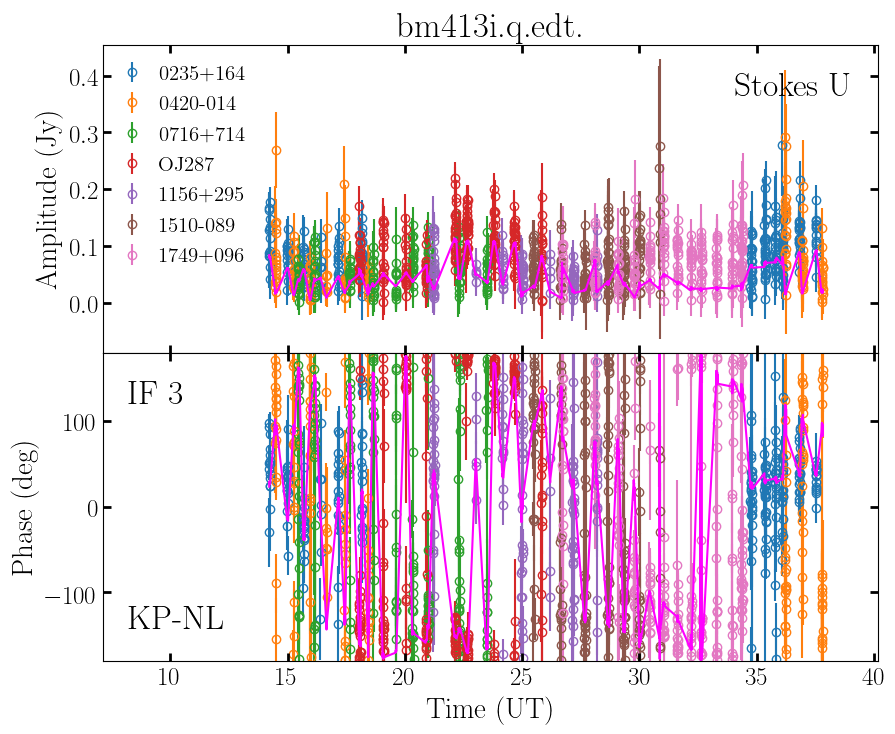 bm413i.q.edt.
Stokes U
0235+164
0420-014
0716+714
OJ287
1156+295
1510-089
1749+096
Amplitude (Jy)
0.4
0.3
0.2
0.1
0.0
IF 3
KP-NL
Phase (deg)
100
0
−100
10 15 20 25 30 35 40
Time (UT)